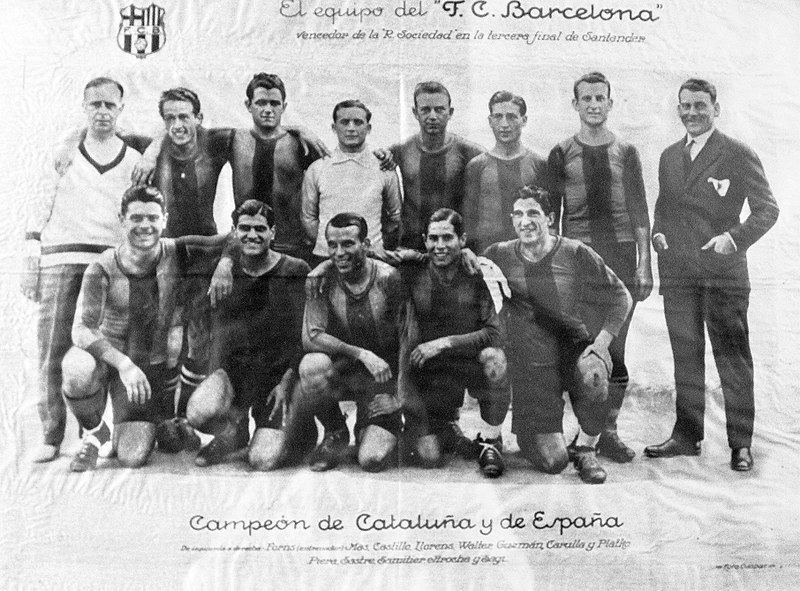 El equipo del "F. C. Barcelona"
vencedor de la "R. Sociedad" en la tercera final de Santander
F C B
Campeón de Cataluña y de España
De izquierda a derecha: Forns (entrenador) Mas, Castillo, Llorens, Walter, Guzmán, Carulla y Platko
Piera, Sastre, Samitier, Arocha y Sagi.
Foto